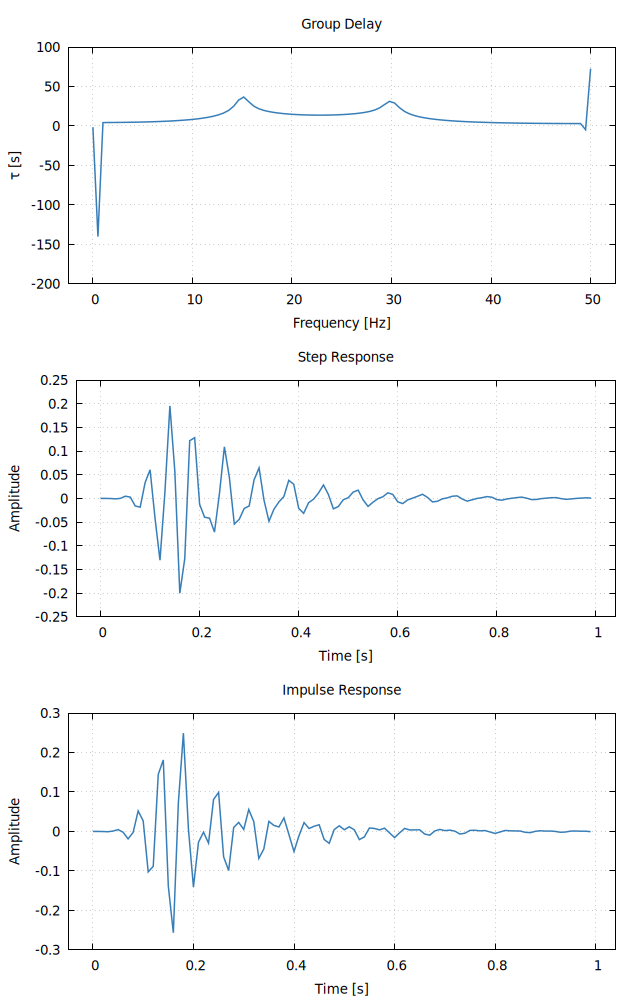 Group Delay
100
50
0
-50
-100
-150
-200
τ [s]
0 10 20 30 40 50
Frequency [Hz]
Step Response
0.25
0.2
0.15
0.1
0.05
0
-0.05
-0.1
-0.15
-0.2
-0.25
Amplitude
0 0.2 0.4 0.6 0.8 1
Time [s]
Impulse Response
0.3
0.2
0.1
0
-0.1
-0.2
-0.3
Amplitude
0 0.2 0.4 0.6 0.8 1
Time [s]